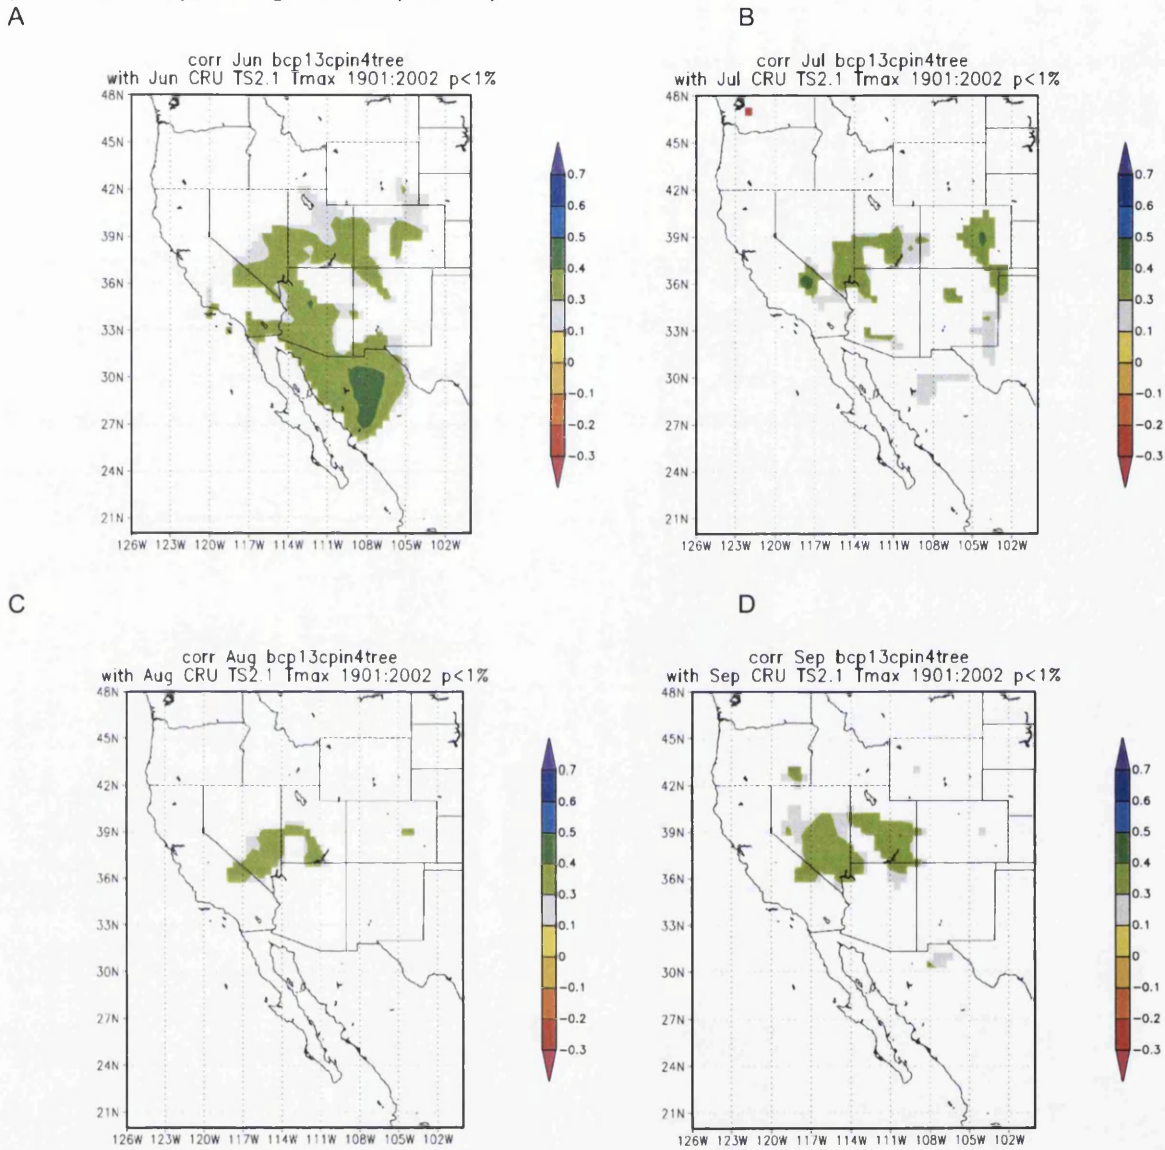 A
corr Jun bcp13cpin4tree
with Jun CRU TS2.1 Tmax 1901:2002 p<1%
48N
45N
42N
39N
36N
33N
30N
27N
24N
21N
126W 123W 120W 117W 114W 111W 108W 105W 102W
0.7
0.6
0.5
0.4
0.3
0.1
0
-0.1
-0.2
-0.3
B
corr Jul bcp13cpin4tree
with Jul CRU TS2.1 Tmax 1901:2002 p<1%
48N
45N
42N
39N
36N
33N
30N
27N
24N
21N
126W 123W 120W 117W 114W 111W 108W 105W 102W
0.7
0.6
0.5
0.4
0.3
0.1
0
-0.1
-0.2
-0.3
C
corr Aug bcp13cpin4tree
with Aug CRU TS2.1 Tmax 1901:2002 p<1%
48N
45N
42N
39N
36N
33N
30N
27N
24N
21N
126W 123W 120W 117W 114W 111W 108W 105W 102W
0.7
0.6
0.5
0.4
0.3
0.1
0
-0.1
-0.2
-0.3
D
corr Sep bcp13cpin4tree
with Sep CRU TS2.1 Tmax 1901:2002 p<1%
48N
45N
42N
39N
36N
33N
30N
27N
24N
21N
126W 123W 120W 117W 114W 111W 108W 105W 102W
0.7
0.6
0.5
0.4
0.3
0.1
0
-0.1
-0.2
-0.3